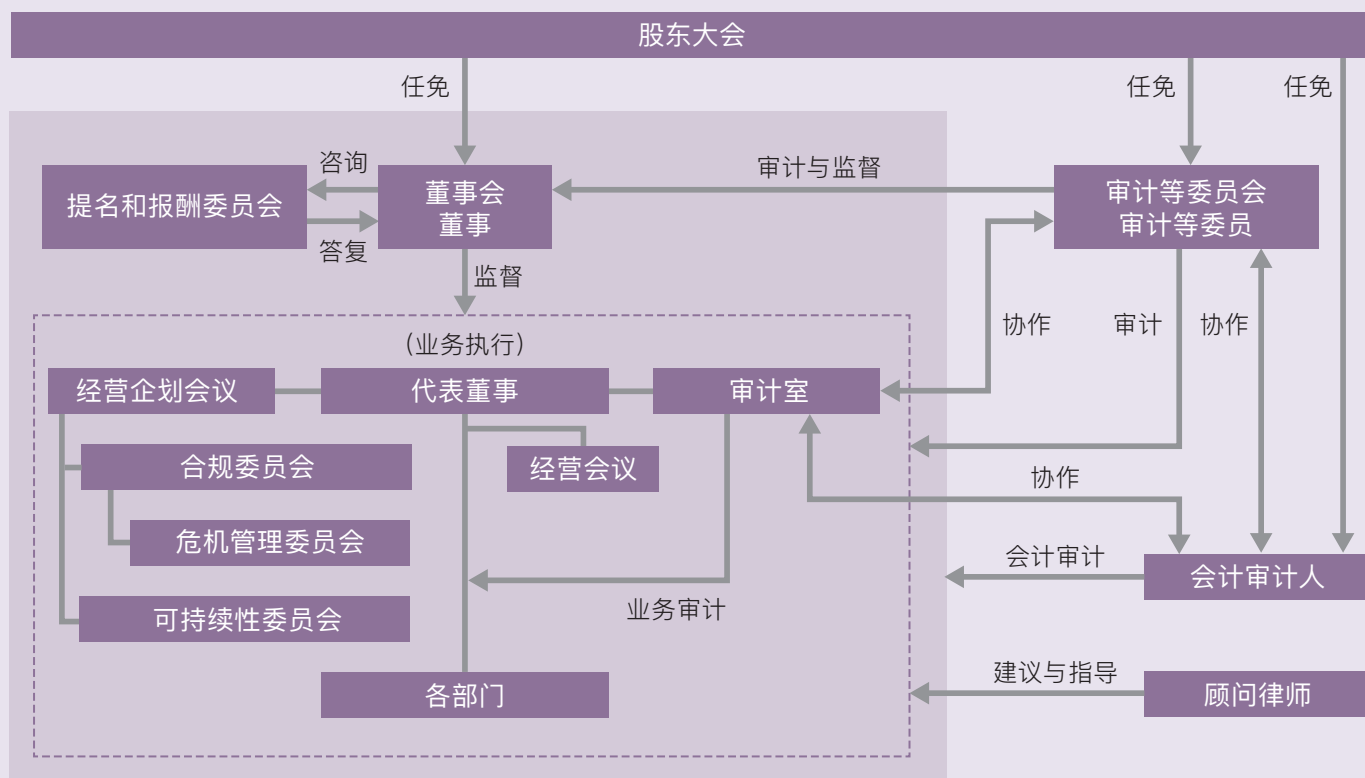 股东大会
任免
任免
任免
咨询
审计与监督
提名和报酬委员会
董事会
董事
审计等委员会
审计等委员
答复
监督
(业务执行)
协作
审计
协作
经营企划会议
代表董事
审计室
合规委员会
经营会议
协作
危机管理委员会
会计审计
会计审计人
可持续性委员会
业务审计
建议与指导
各部门
顾问律师